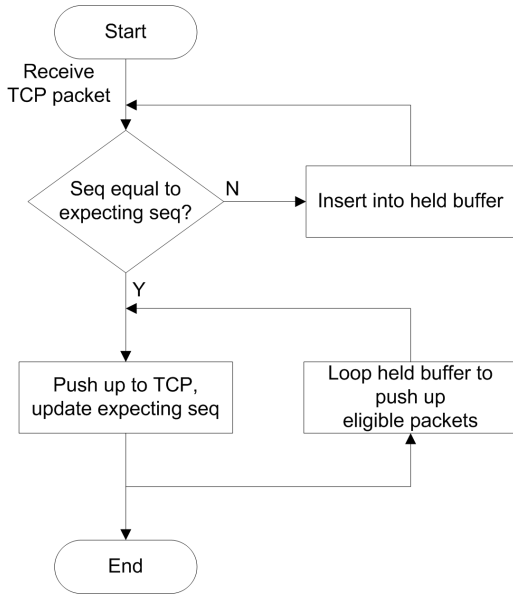 Start
Receive
TCP packet
Seq equal to
expecting seq?
N
Insert into held buffer
Y
Push up to TCP,
update expecting seq
Loop held buffer to
push up
eligible packets
End